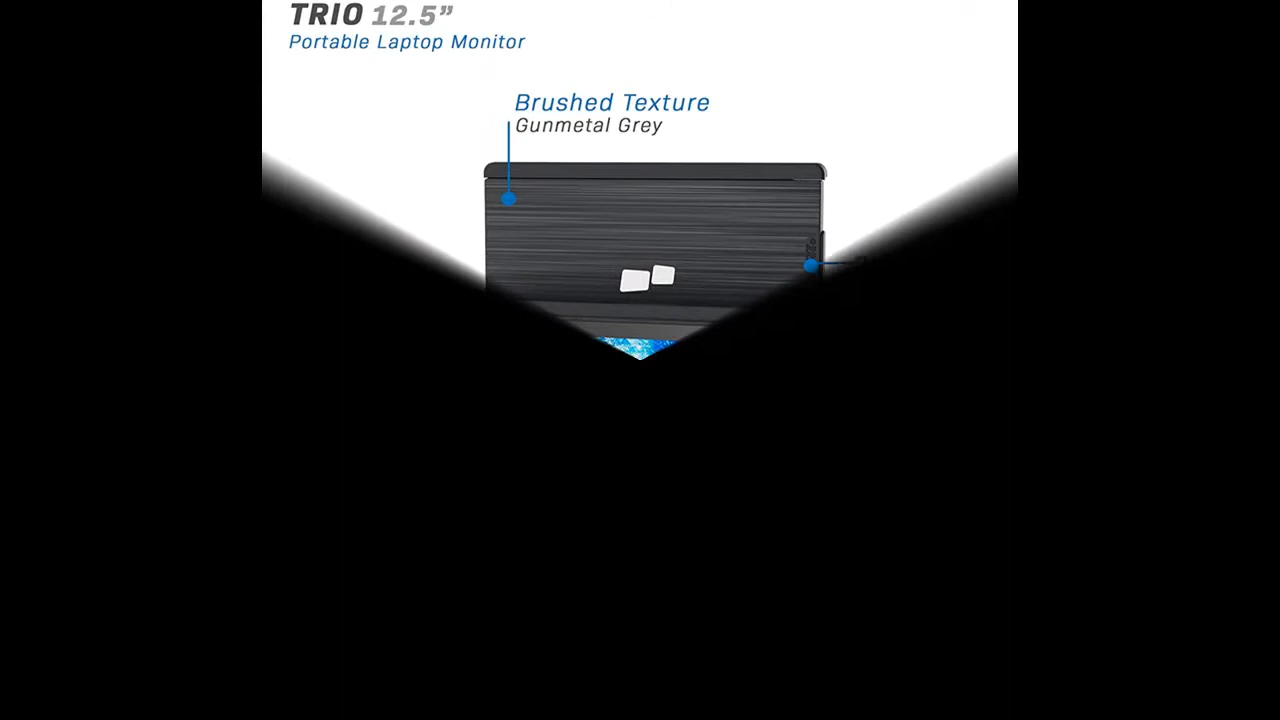 TRIO 12.5”
Portable Laptop Monitor
Brushed Texture
Gunmetal Grey